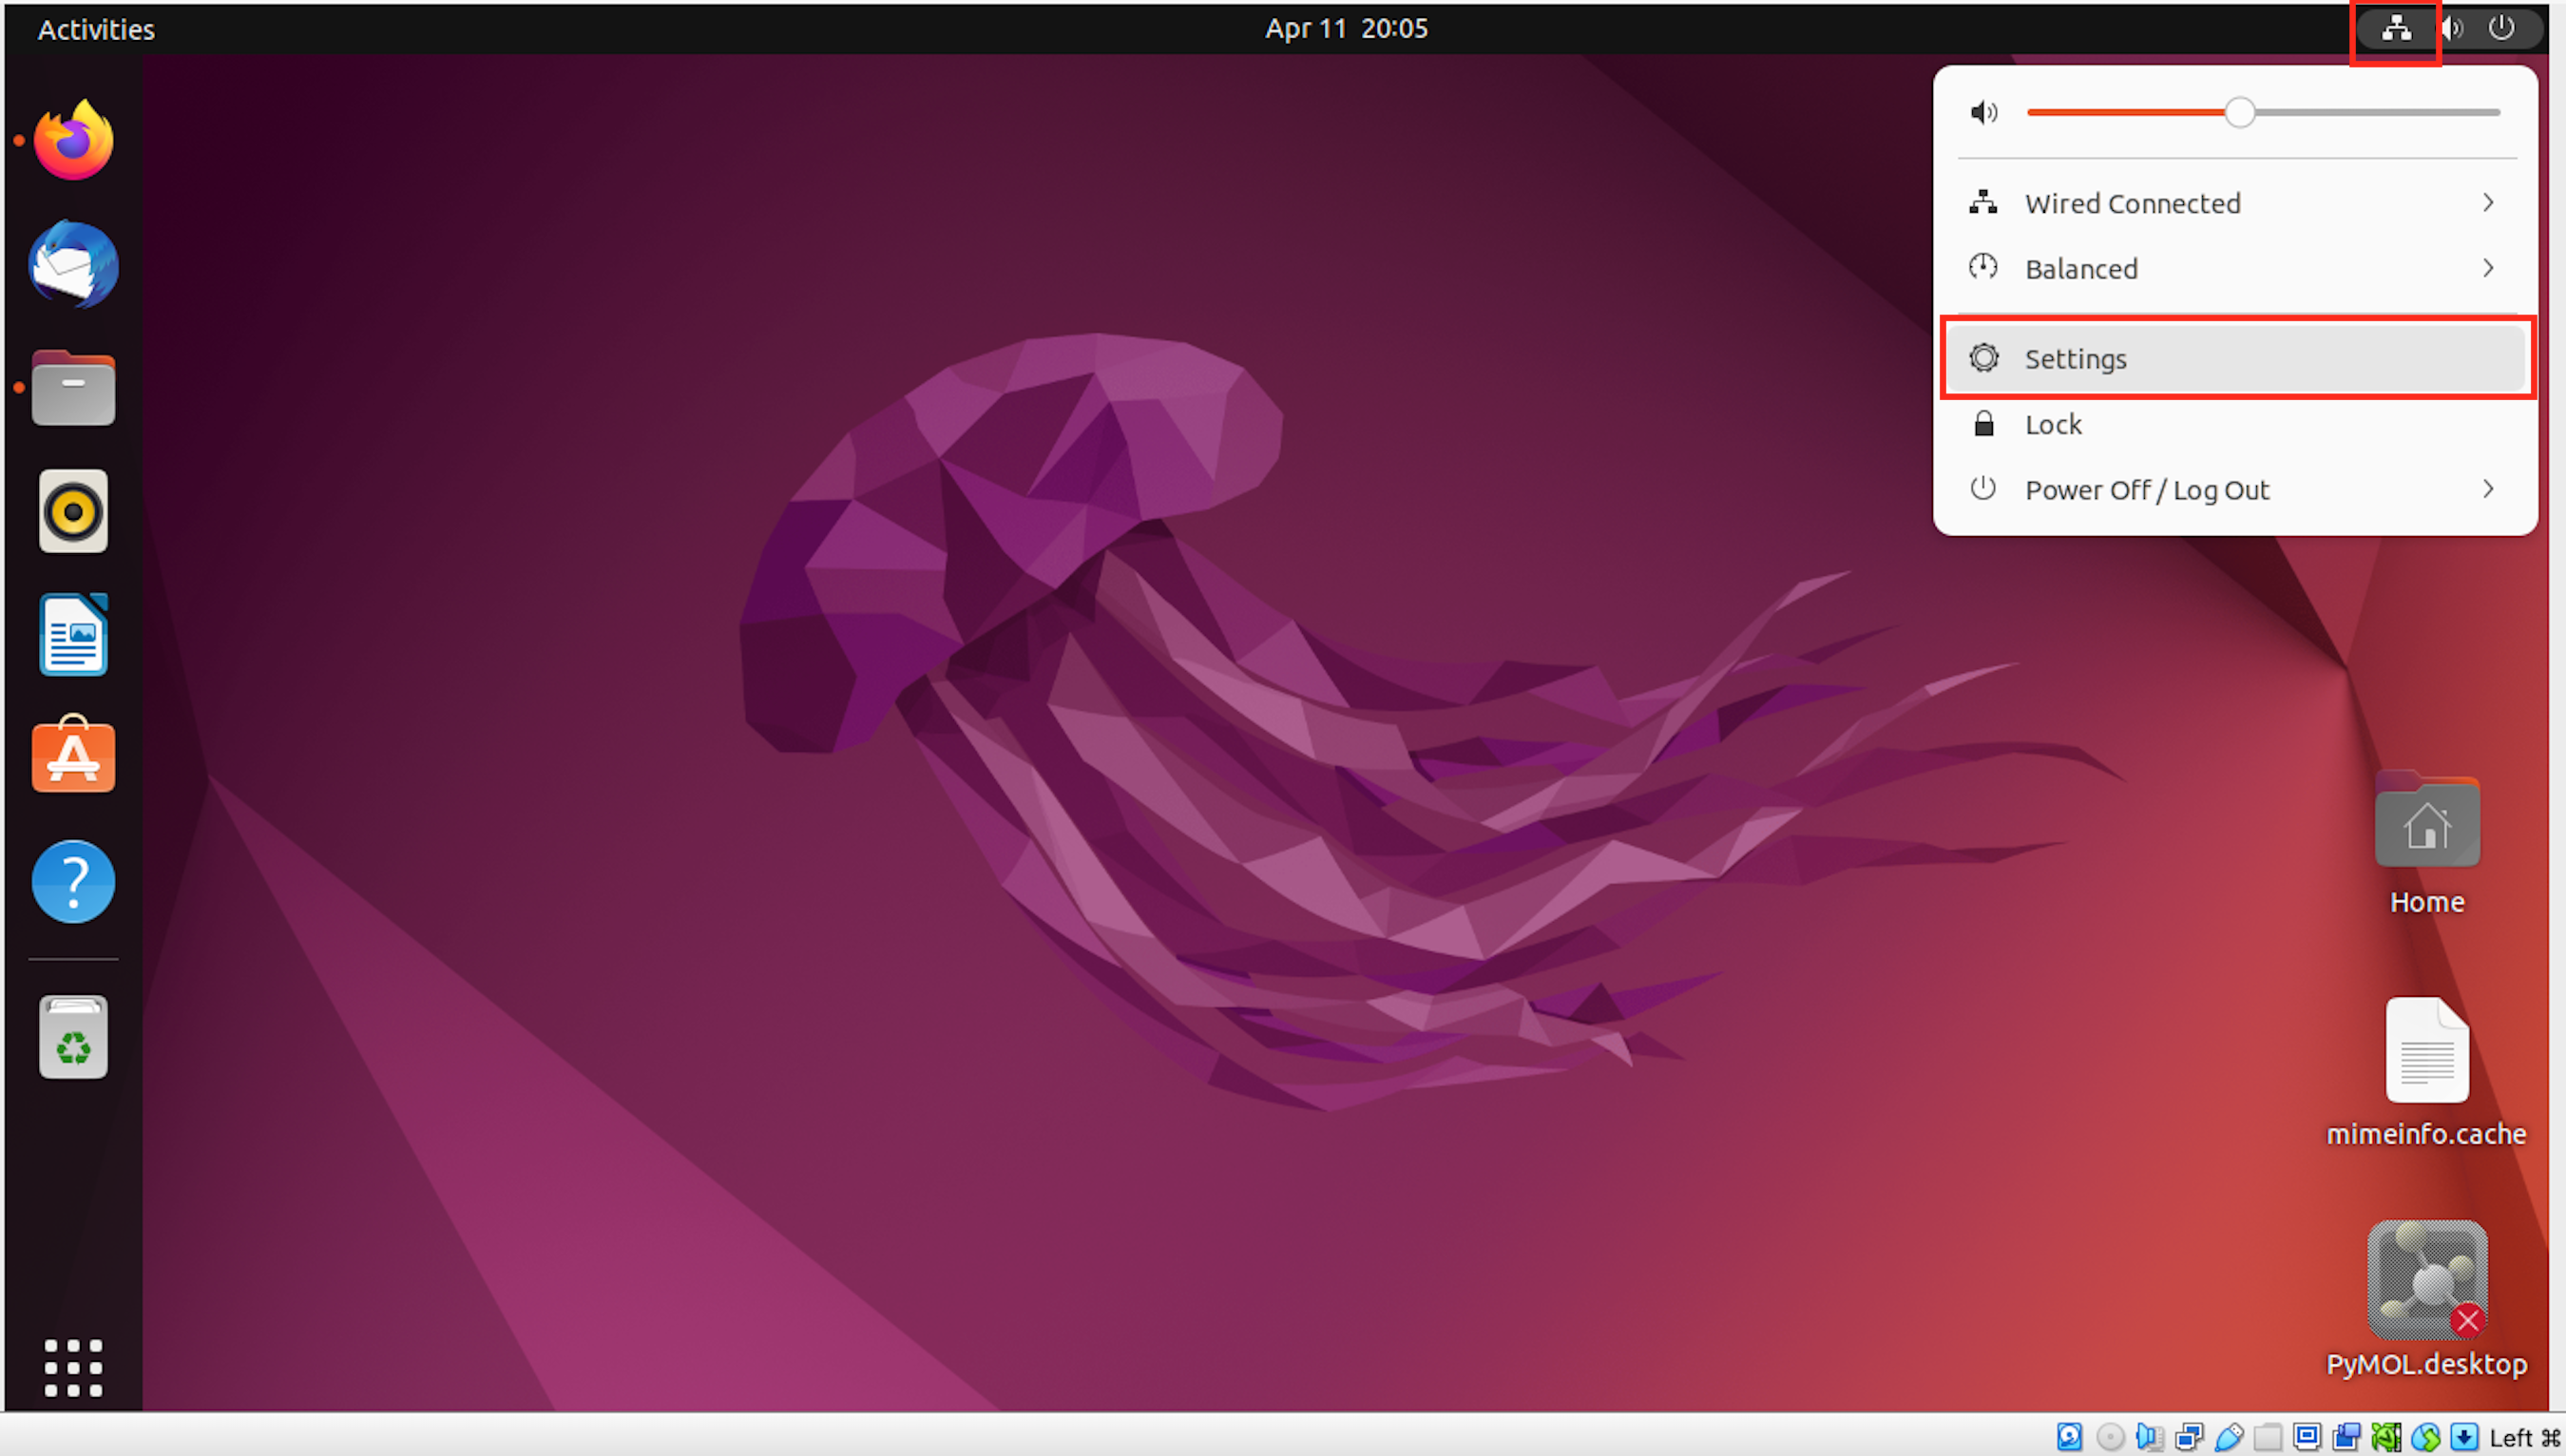 Activities
Apr 11 20:05
Wired Connected
Balanced
Settings
Lock
Power Off / Log Out
Home
mimeinfo.cache
PyMOL.desktop
Left ⌘